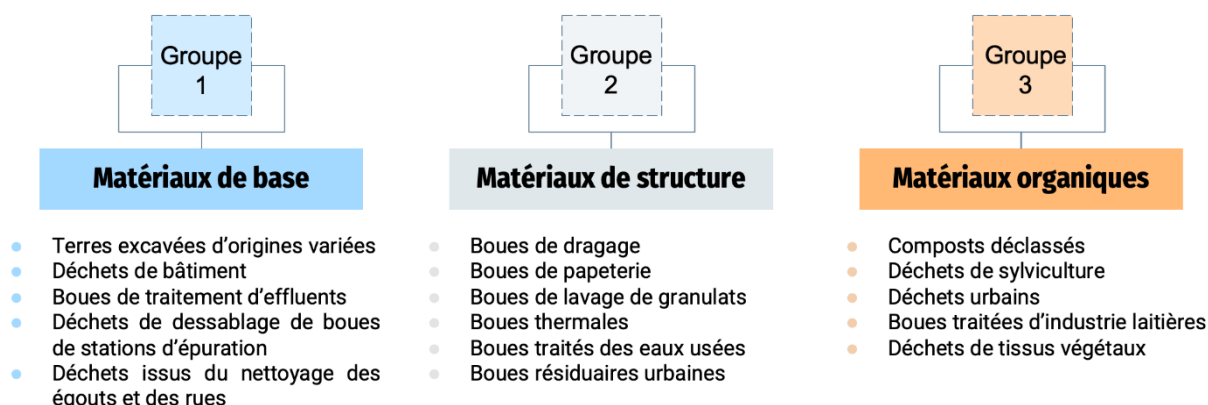 Groupe
1
Matériaux de base
Terres excavées d'origines variées
Déchets de bâtiment
Boues de traitement d'effluents
Déchets de dessablage de boues
de stations d'épuration
Déchets issus du nettoyage des
égouts et des rues
Groupe
2
Matériaux de structure
Boues de dragage
Boues de papeterie
Boues de lavage de granulats
Boues thermales
Boues traités des eaux usées
Boues résiduaires urbaines
Groupe
3
Matériaux organiques
Composts déclassés
Déchets de sylviculture
Déchets urbains
Boues traitées d'industrie laitières
Déchets de tissus végétaux